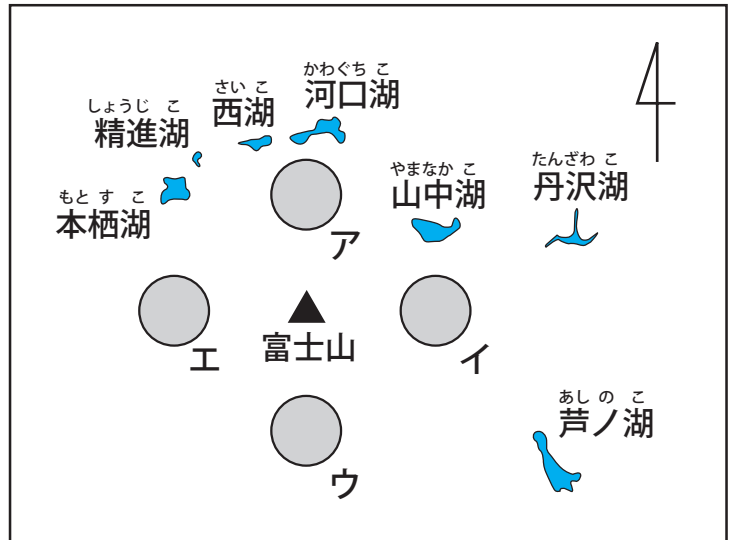 かわぐち こ
河口湖
さい こ
西湖
しょうじ こ
精進湖
もと す こ
本栖湖
やまなか こ
山中湖
たんざわ こ
丹沢湖
ア
エ
富士山
イ
あし の こ
芦ノ湖
ウ